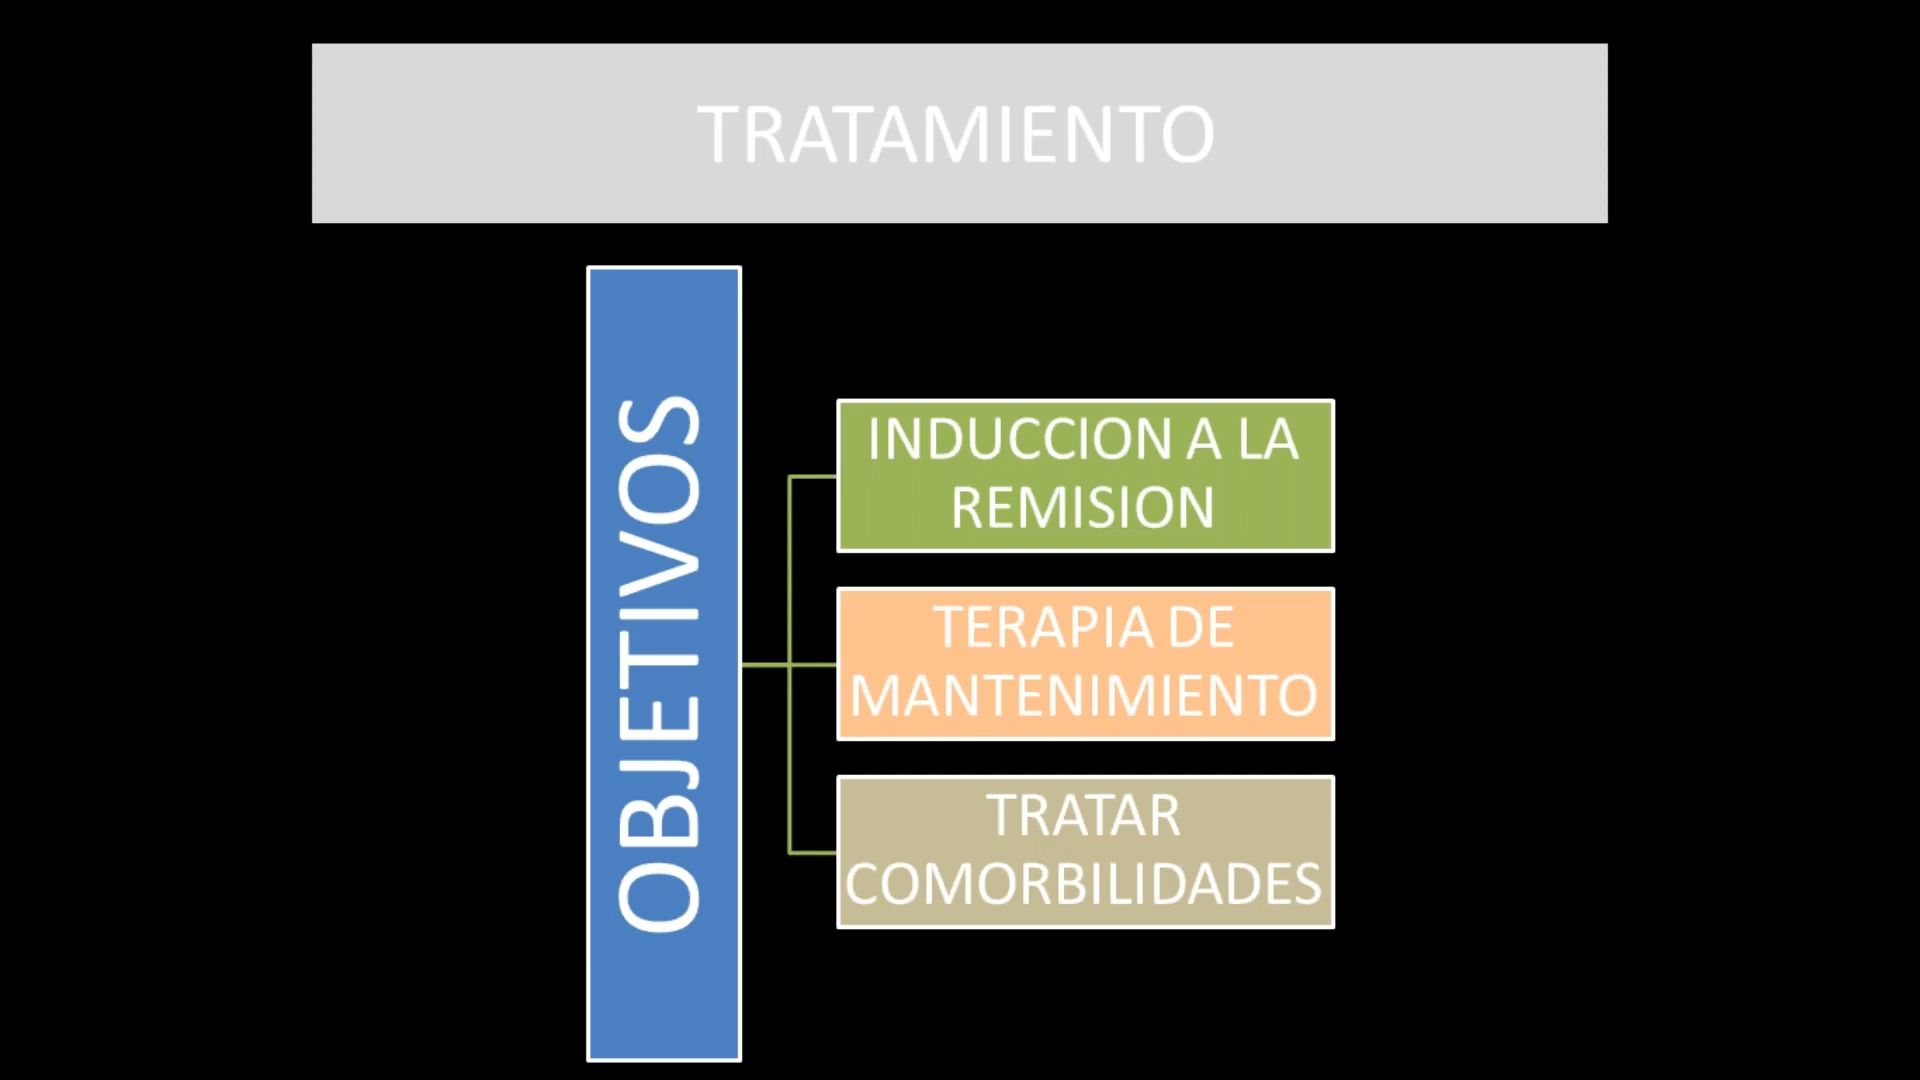 TRATAMIENTO
OBJETIVOS
INDUCCION A LA
REMISION
TERAPIA DE
MANTENIMIENTO
TRATAR
COMORBILIDADES